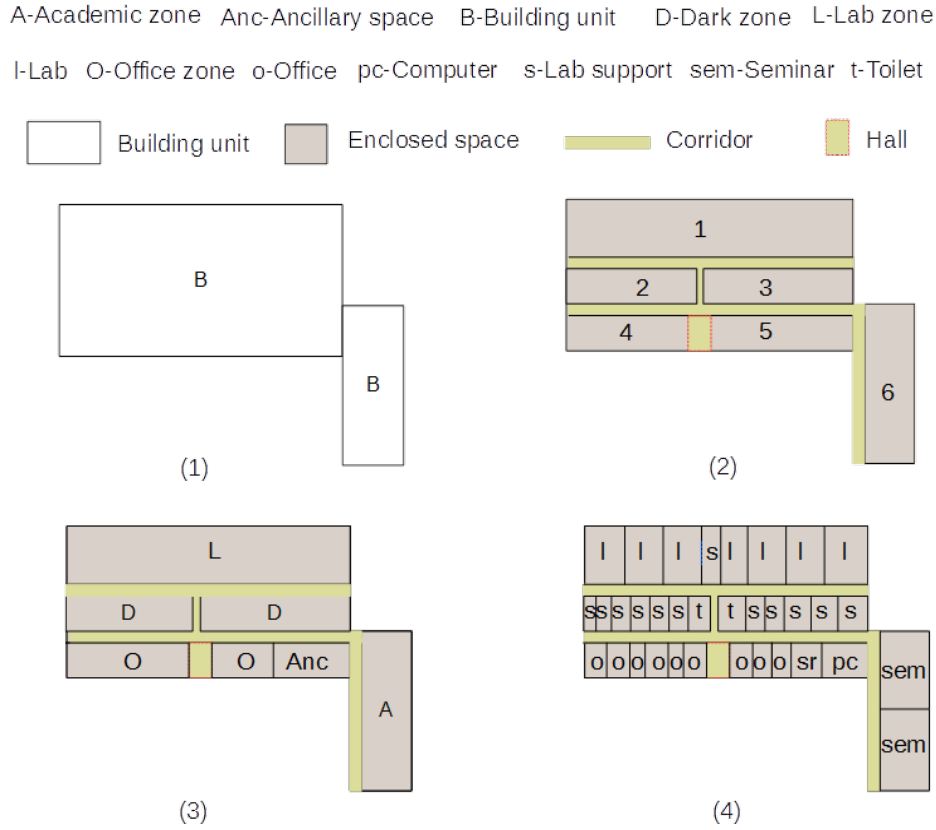 A-Academic zone Anc-Ancillary space B-Building unit D-Dark zone L-Lab zone
l-Lab O-Office zone o-Office pc-Computer s-Lab support sem-Seminar t-Toilet
Building unit Enclosed space Corridor Hall
B
B
(1)
1
2 3
4 5
6
(2)
L
D D
O O Anc
A
(3)
l l l s l l l l
s s s s s s t t s s s s s
o o o o o o o o o sr pc
sem
sem
(4)